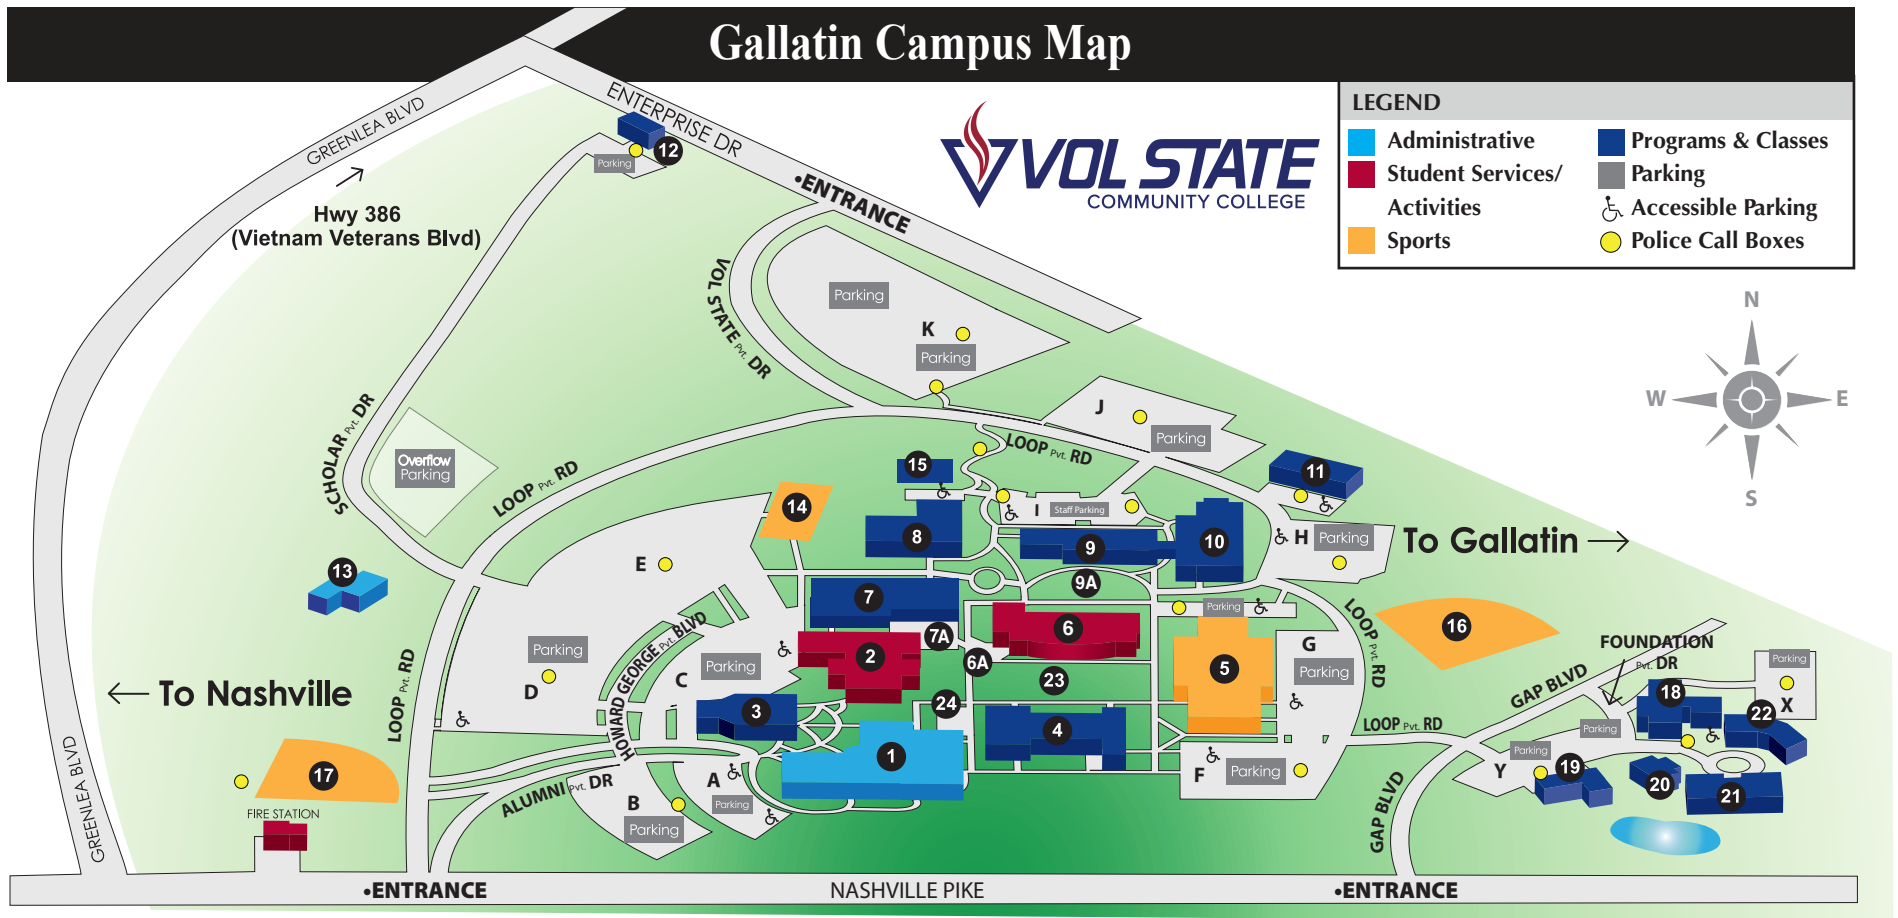 Gallatin Campus Map
LEGEND
Administrative
Student Services/
Activities
Sports
Programs & Classes
Parking
Accessible Parking
Police Call Boxes
VOL STATE
COMMUNITY COLLEGE
GREENLEA BLVD
ENTERPRISE DR
12
Parking
•ENTRANCE
Hwy 386
(Vietnam Veterans Blvd)
VOL STATE Pvt. DR
Parking
K
Parking
N
W
E
S
SCHOLAR Pvt. DR
Overflow
Parking
LOOP Pvt. RD
J
Parking
LOOP Pvt. RD
15
11
14
I
Staff Parking
8
9
10
H
Parking
To Gallatin
13
E
9A
7
Parking
LOOP Pvt. RD
16
FOUNDATION
Pvt. DR
HOWARD GEORGE Pvt. BLVD
7A
6
G
Parking
D
Parking
C
Parking
2
6A
5
23
GAP BLVD
Parking
X
18
22
To Nashville
LOOP Pvt. RD
3
24
4
LOOP Pvt. RD
Parking
1
F
Parking
Parking
Y
19
20
21
17
FIRE STATION
ALUMNI Pvt. DR
A
Parking
B
Parking
GAP BLVD
GREENLEA BLVD
•ENTRANCE
NASHVILLE PIKE
•ENTRANCE